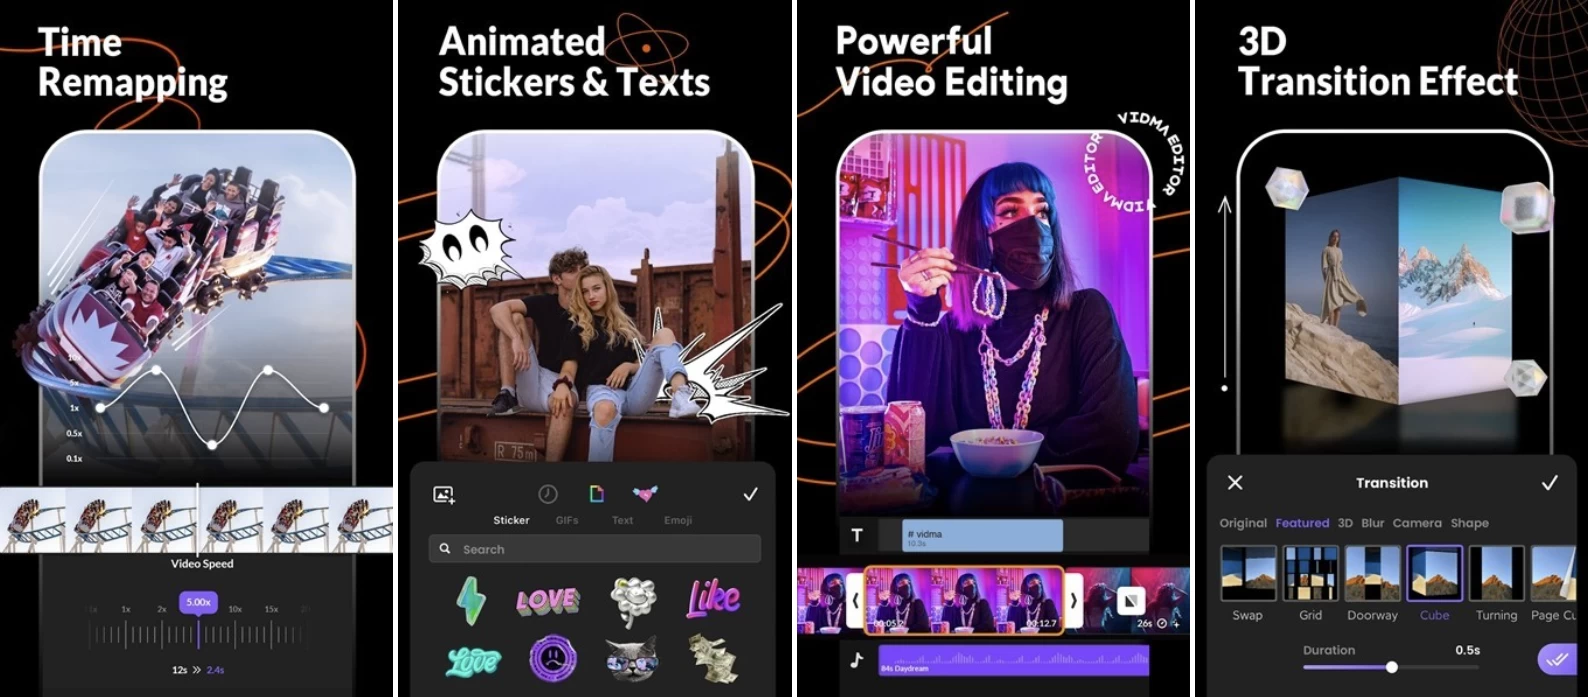 Time
Remapping
10x
5x
1x
0.5x
0.1x
Video Speed
1x 2x 5.00x 10x 15x
12s >> 2.4s
Animated
Stickers & Texts
R 75m
Sticker GIFs Text Emoji
Search
LOVE
Like
Love
Powerful
Video Editing
VIDMA EDITOR VIDMA EDITOR
T
# vidma
10.3s
00:05.2 00:12.7
26s
84s Daydream
3D
Transition Effect
Transition
Original Featured 3D Blur Camera Shape
Swap Grid Doorway Cube Turning Page Cu
Duration 0.5s